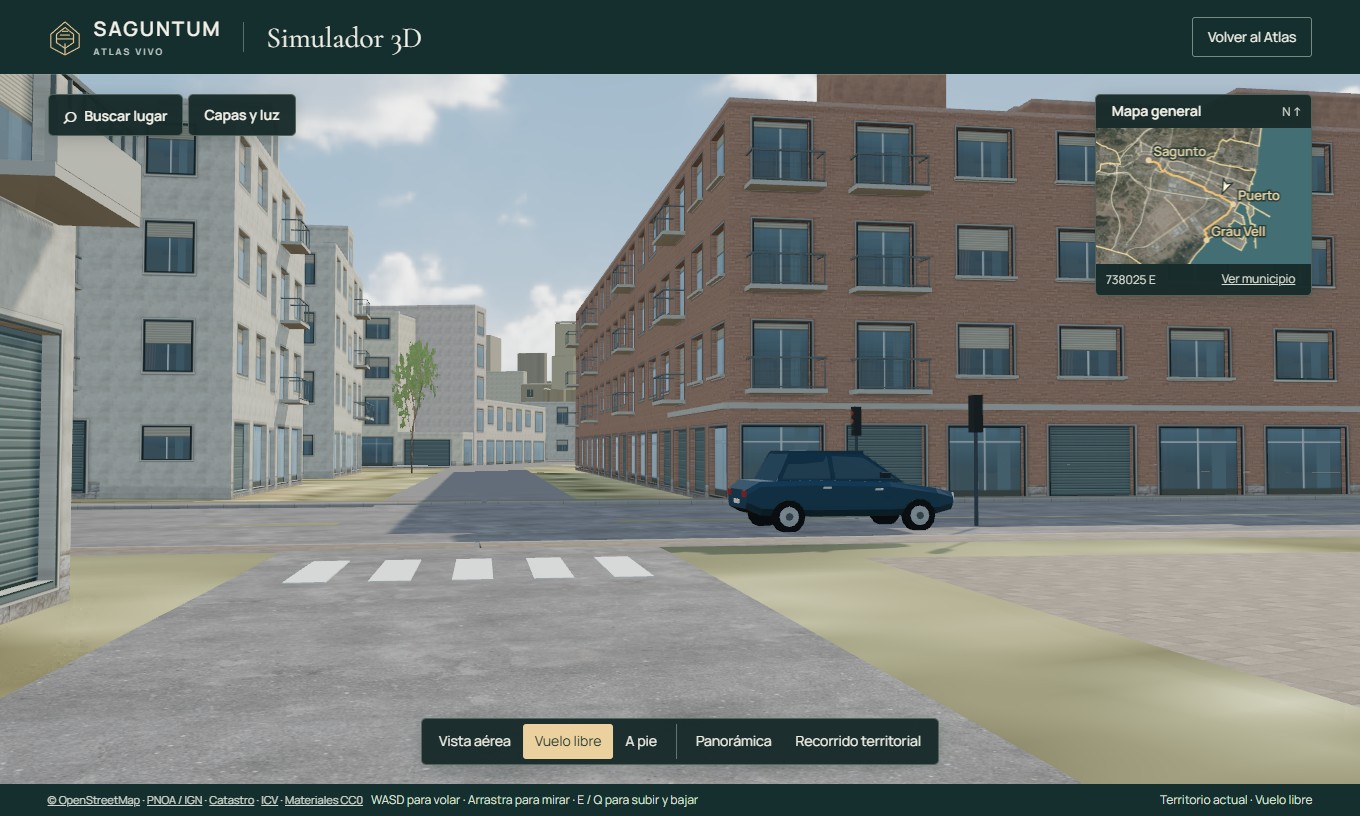 SAGUNTUM
ATLAS VIVO
Simulador 3D
Volver al Atlas
Buscar lugar
Capas y luz
Mapa general
N ↑
Sagunto
Puerto
Grau Vell
738025 E
Ver municipio
Vista aérea
Vuelo libre
A pie
Panorámica
Recorrido territorial
© OpenStreetMap · PNOA / IGN · Catastro · ICV · Materiales CC0 WASD para volar · Arrastra para mirar · E / Q para subir y bajar
Territorio actual · Vuelo libre